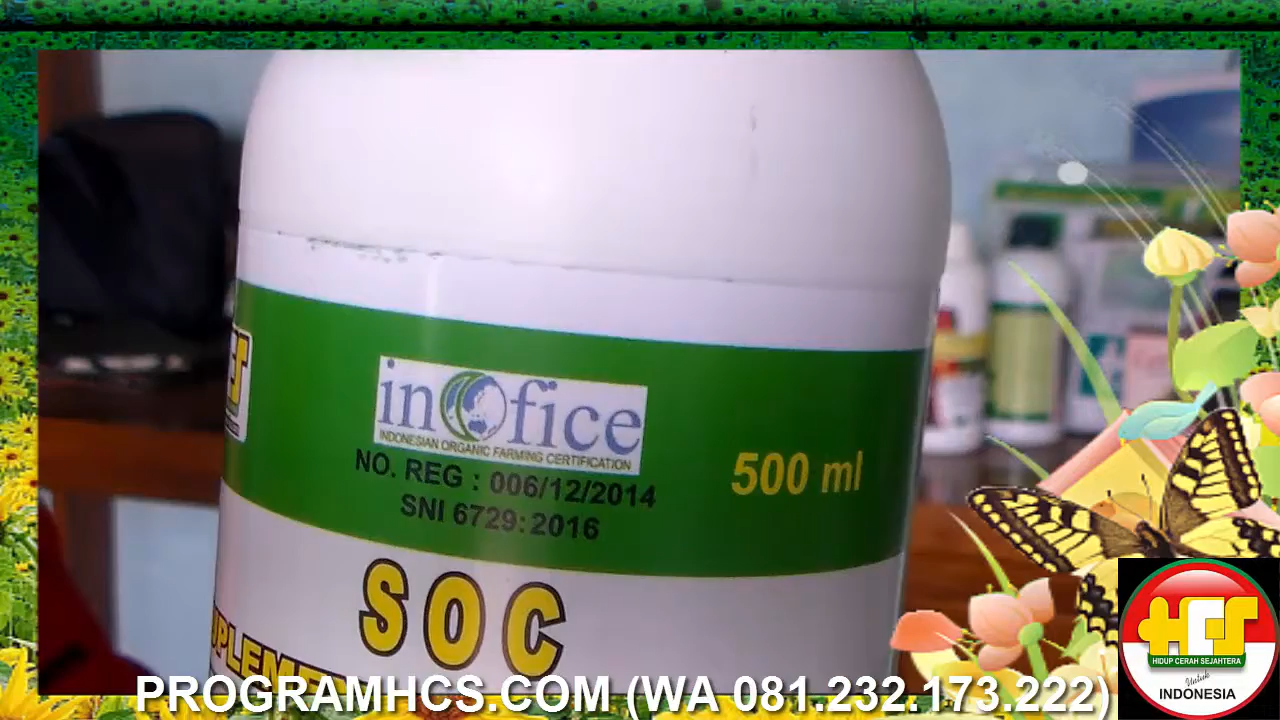 inOfice
INDONESIAN ORGANIC FARMING CERTIFICATION
NO. REG : 006/12/2014
SNI 6729:2016
500 ml
SOC
HCS
HIDUP CERAH SEJAHTERA
Untuk
INDONESIA
PROGRAMHCS.COM (WA 081.232.173.222)